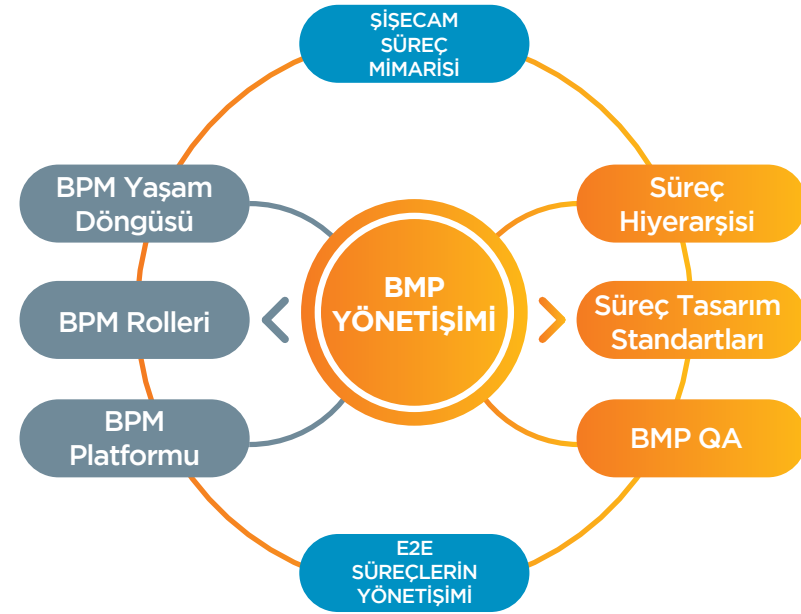 ŞİŞECAM
SÜREÇ
MİMARİSİ
BPM Yaşam
Döngüsü
BPM Rolleri
BPM
Platformu
BMP
YÖNETİŞİMİ
Süreç
Hiyerarşisi
Süreç Tasarım
Standartları
BMP QA
E2E
SÜREÇLERİN
YÖNETİŞİMİ